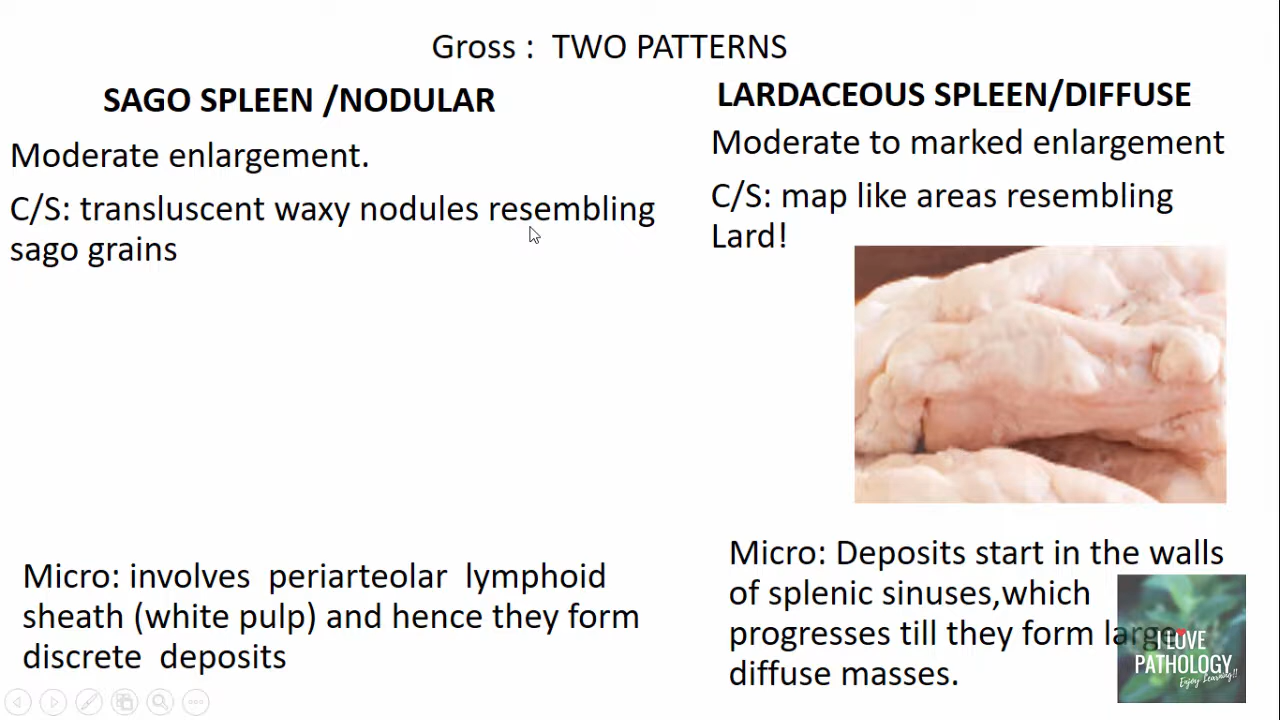 Gross :  TWO PATTERNS
SAGO SPLEEN /NODULAR
Moderate enlargement.
C/S: transluscent waxy nodules resembling
sago grains
Micro: involves  periarteolar  lymphoid
sheath (white pulp) and hence they form
discrete  deposits
LARDACEOUS SPLEEN/DIFFUSE
Moderate to marked enlargement
C/S: map like areas resembling
Lard!
Micro: Deposits start in the walls
of splenic sinuses,which
progresses till they form large
diffuse masses.
I LOVE
PATHOLOGY
Enjoy Learning!!